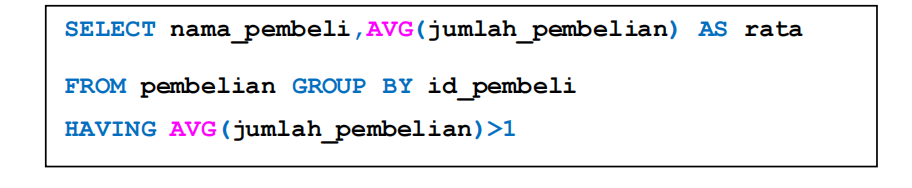 SELECT nama_pembeli,AVG(jumlah_pembelian) AS rata
FROM pembelian GROUP BY id_pembeli
HAVING AVG(jumlah_pembelian)>1